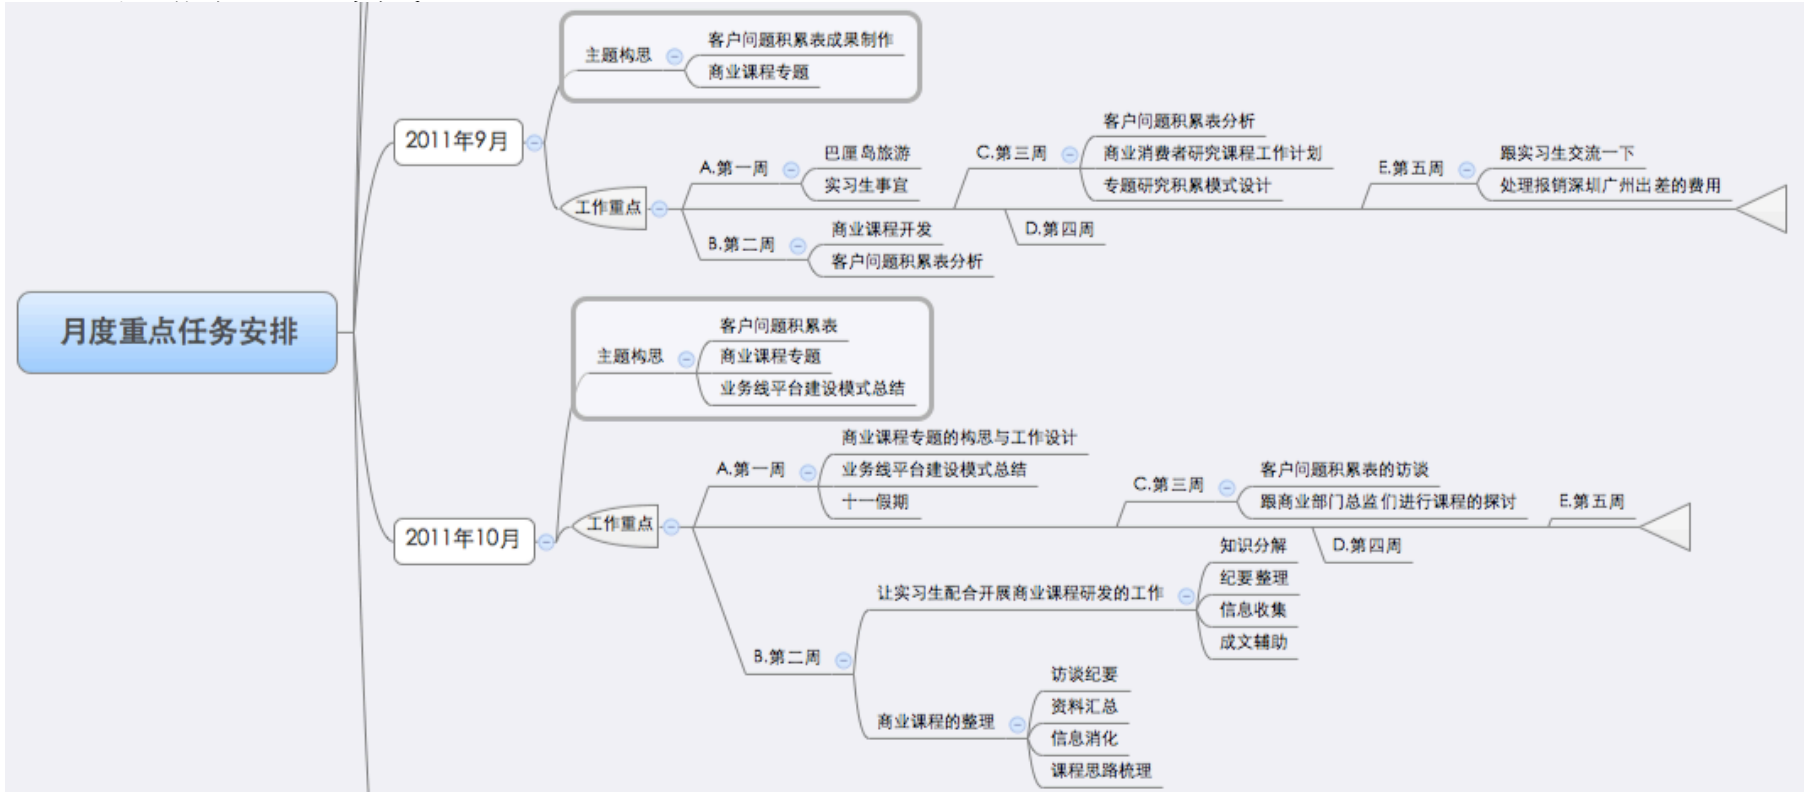 月度重点任务安排
2011年9月
主题构思
客户问题积累表成果制作
商业课程专题
工作重点
A.第一周
巴厘岛旅游
实习生事宜
B.第二周
商业课程开发
客户问题积累表分析
C.第三周
客户问题积累表分析
商业消费者研究课程工作计划
专题研究积累模式设计
D.第四周
E.第五周
跟实习生交流一下
处理报销深圳广州出差的费用
2011年10月
主题构思
客户问题积累表
商业课程专题
业务线平台建设模式总结
工作重点
A.第一周
商业课程专题的构思与工作设计
业务线平台建设模式总结
十一假期
B.第二周
让实习生配合开展商业课程研发的工作
知识分解
纪要整理
信息收集
成文辅助
商业课程的整理
访谈纪要
资料汇总
信息消化
课程思路梳理
C.第三周
客户问题积累表的访谈
跟商业部门总监们进行课程的探讨
D.第四周
E.第五周